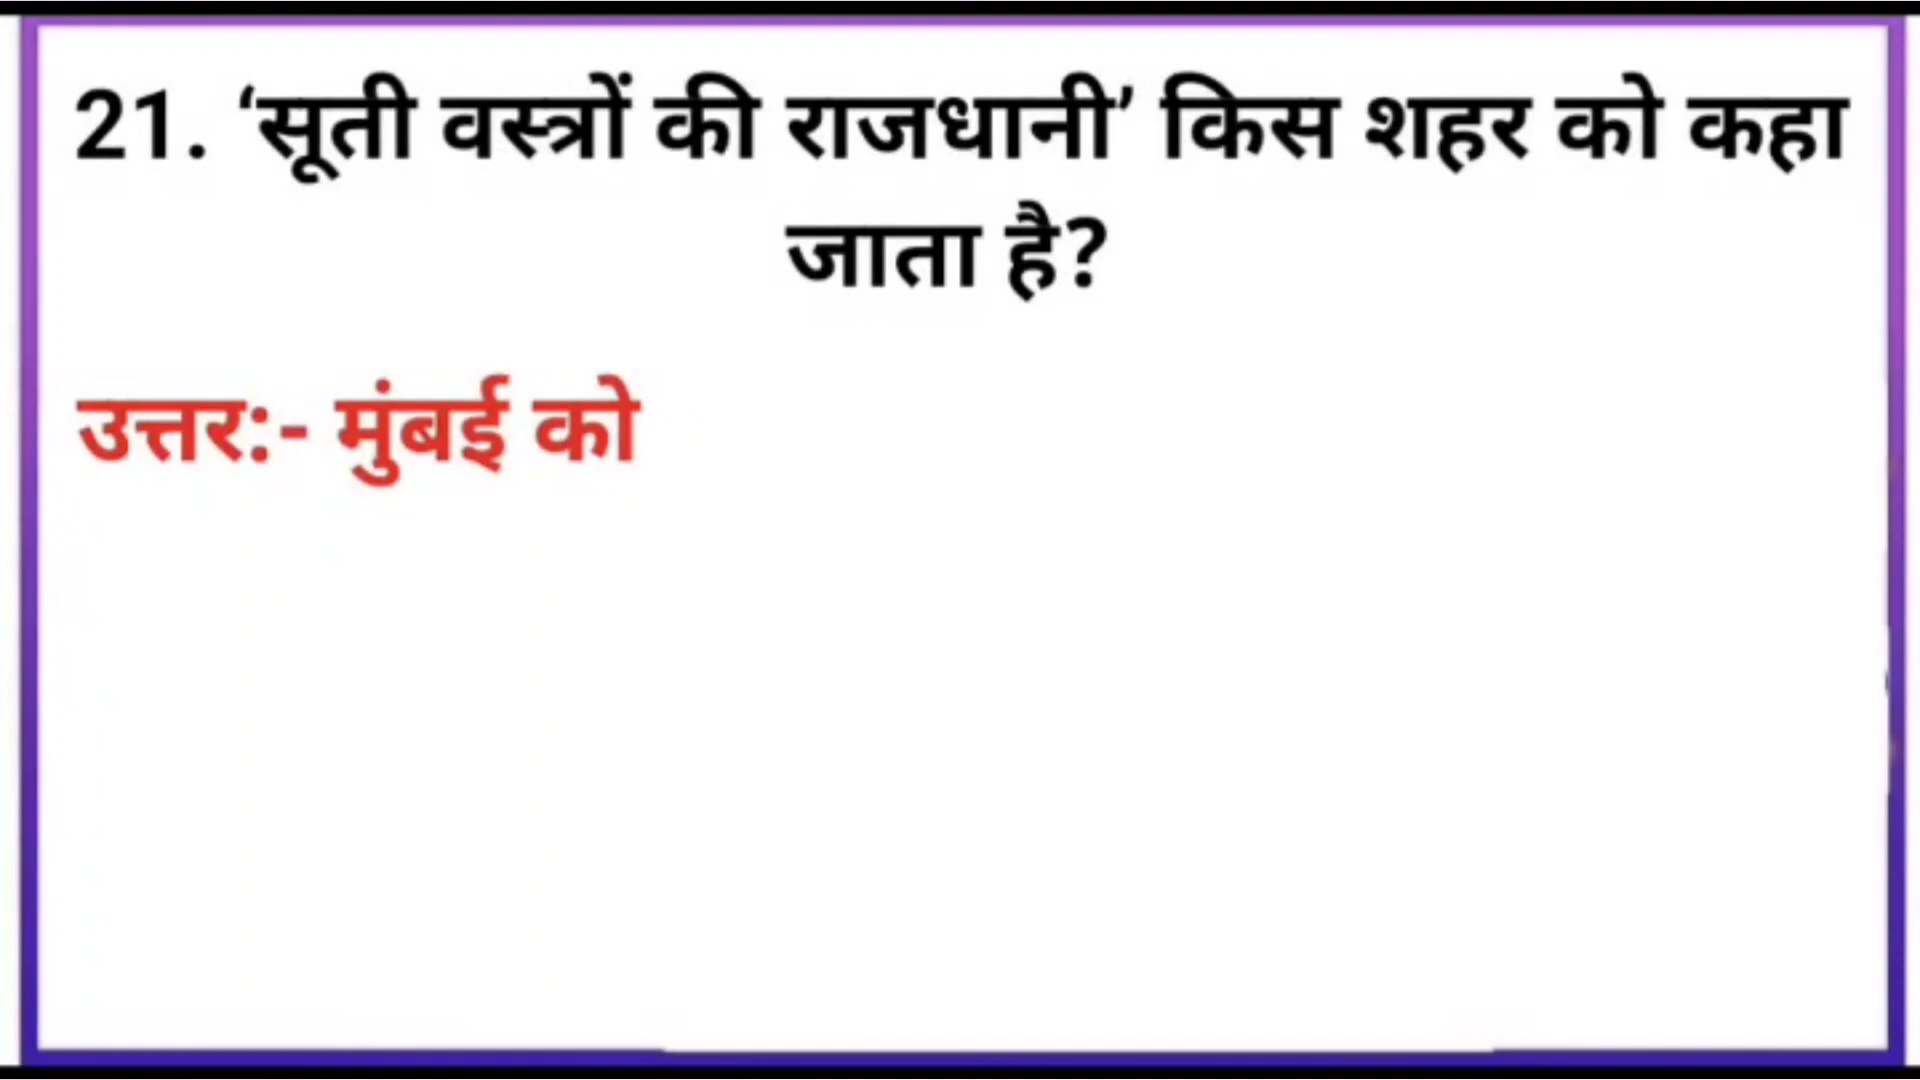 21. ‘सूती वस्त्रों की राजधानी’ किस शहर को कहा
जाता है?
उत्तर:- मुंबई को